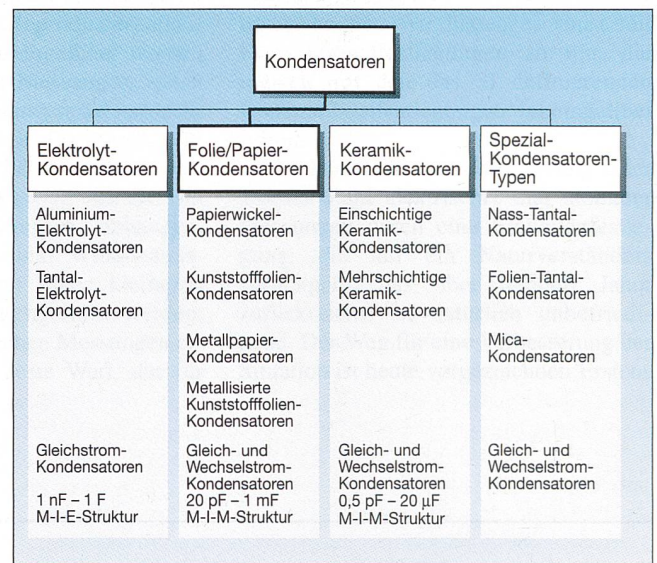 Kondensatoren
Elektrolyt-
Kondensatoren
Aluminium-
Elektrolyt-
Kondensatoren
Tantal-
Elektrolyt-
Kondensatoren
Gleichstrom-
Kondensatoren
1 nF – 1 F
M-I-E-Struktur
Folie/Papier-
Kondensatoren
Papierwickel-
Kondensatoren
Kunststofffolien-
Kondensatoren
Metallpapier-
Kondensatoren
Metallisierte
Kunststofffolien-
Kondensatoren
Gleich- und
Wechselstrom-
Kondensatoren
20 pF – 1 mF
M-I-M-Struktur
Keramik-
Kondensatoren
Einschichtige
Keramik-
Kondensatoren
Mehrschichtige
Keramik-
Kondensatoren
Gleich- und
Wechselstrom-
Kondensatoren
0,5 pF – 20 µF
M-I-M-Struktur
Spezial-
Kondensatoren-
Typen
Nass-Tantal-
Kondensatoren
Folien-Tantal-
Kondensatoren
Mica-
Kondensatoren
Gleich- und
Wechselstrom-
Kondensatoren